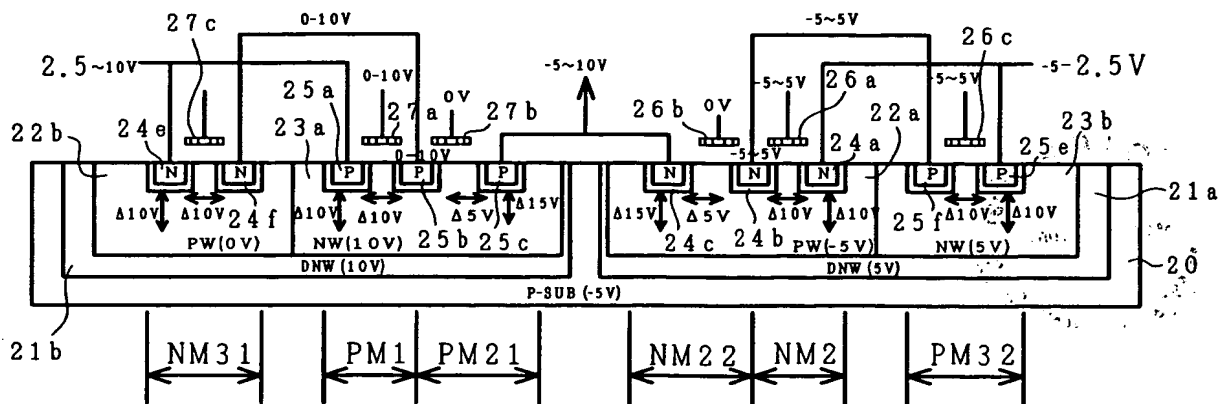 27c 0-10V -5~5V 26c
2.5~10V 0-10V -5~10V -5~5V -5~5V -5-2.5V
25a 27a 0V 27b 26b 0V 26a 22a
22b 24e 23a 0-10V -5~5V 24a 23b 25e
N N P P P N N N P P
Δ10V Δ10V 24f Δ10V Δ10V Δ5V Δ15V Δ15V Δ5V Δ10V Δ10V 25f Δ10V Δ10V 21a
PW(0V) NW(10V) 25b 25c 24c 24b PW(-5V) NW(5V)
DNW(10V) DNW(5V) 20
P-SUB(-5V)
21b NM31 PM1 PM21 NM22 NM2 PM32